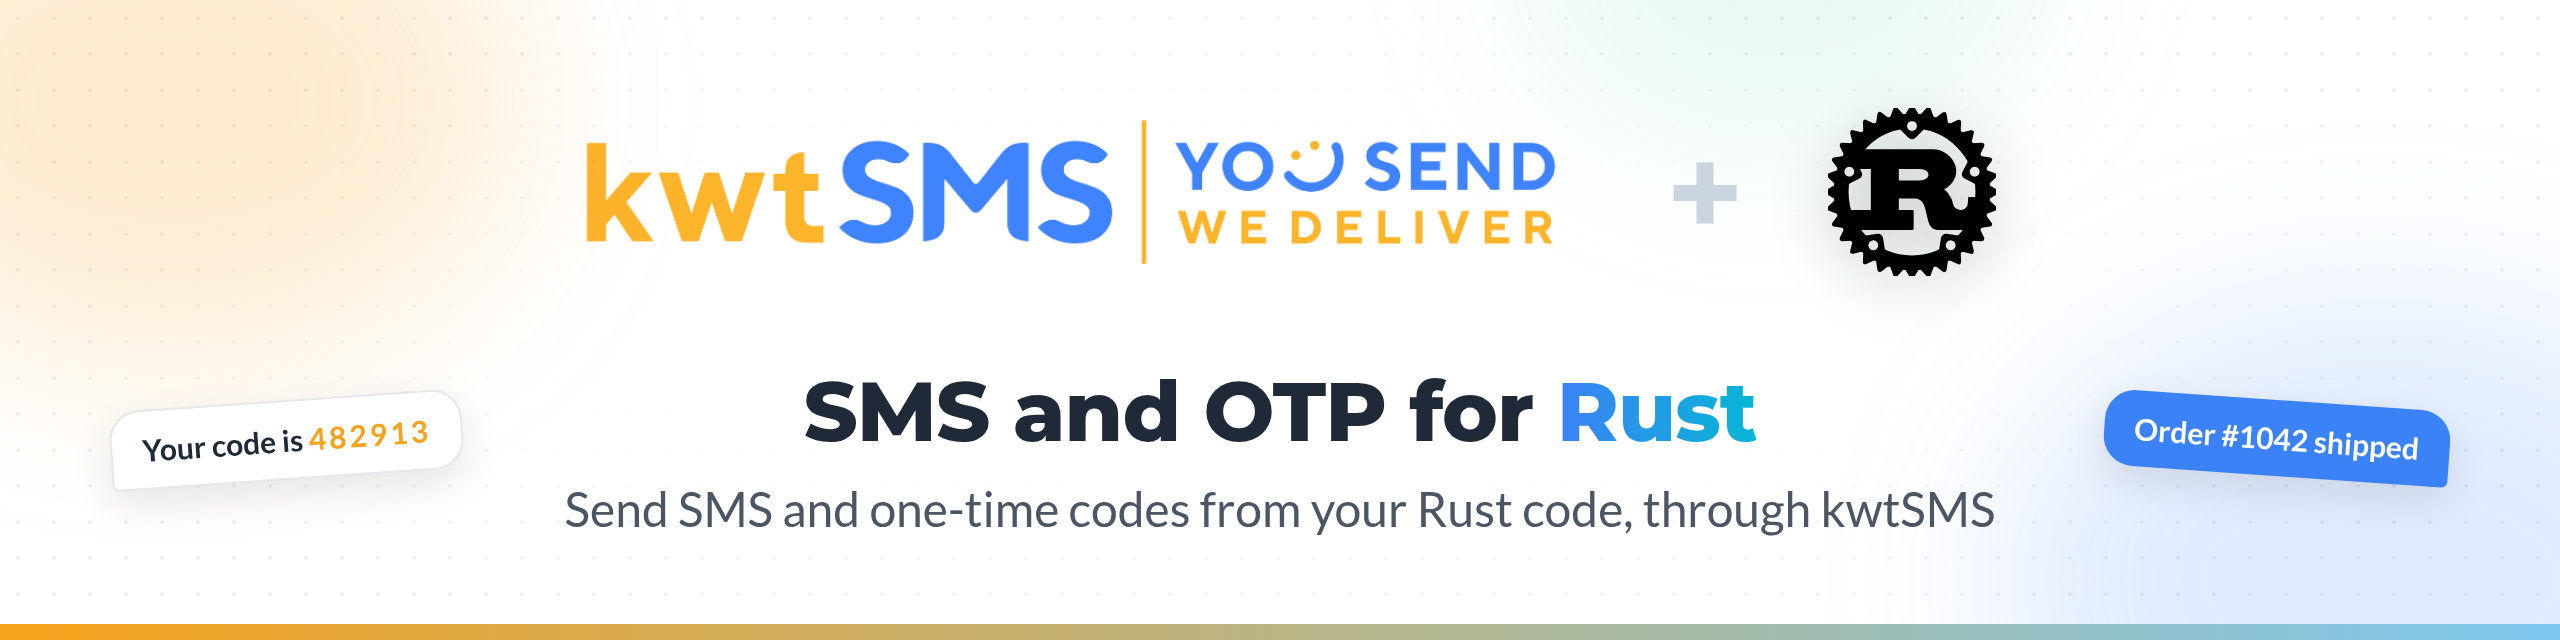 kwtSMS
YOU SEND
WE DELIVER
+
R
SMS and OTP for Rust
Your code is 482913
Order #1042 shipped
Send SMS and one-time codes from your Rust code, through kwtSMS